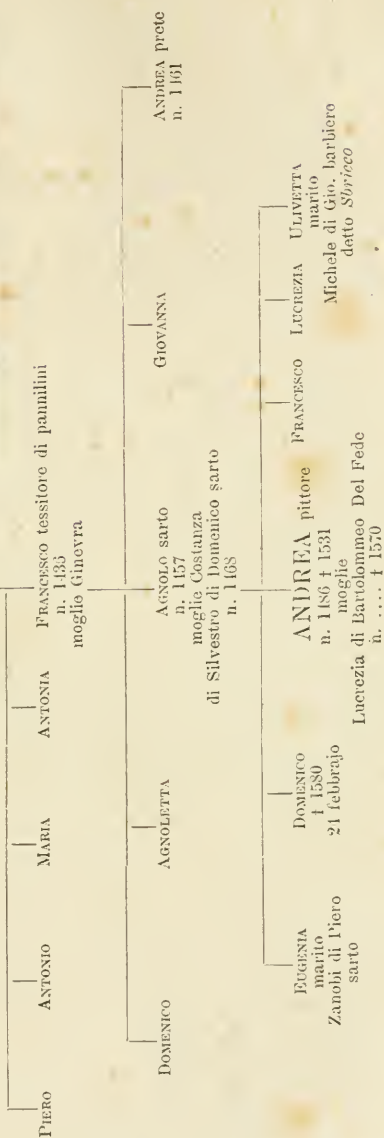 PIERO
ANTONIO
MARIA
ANTONIA
FRANCESCO tessitore di pannilini
n. 1435
moglie Ginevra
DOMENICO
AGNOLETTA
AGNOLO sarto
n. 1457
moglie Costanza
di Silvestro di Domenico sarto
n. 1468
GIOVANNA
ANDREA prete
n. 1461
EUGENIA
marito
Zanobi di Piero
sarto
DOMENICO
† 1580
21 febbrajo
ANDREA pittore
n. 1486 † 1531
moglie
Lucrezia di Bartolommeo Del Fede
n. .... † 1570
FRANCESCO
LUCREZIA
ULIVETTA
marito
Michele di Gio. barbiero
detto Sbricco